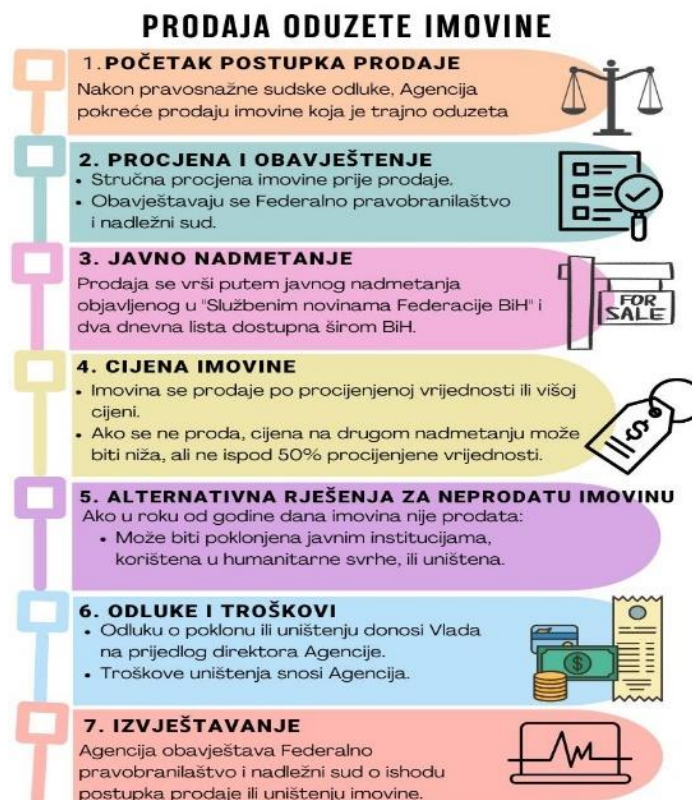 PRODAJA ODUZETE IMOVINE
1. POČETAK POSTUPKA PRODAJE
Nakon pravosnažne sudske odluke, Agencija
pokreće prodaju imovine koja je trajno oduzeta
2. PROCJENA I OBAVJEŠTENJE
• Stručna procjena imovine prije prodaje.
• Obavještavaju se Federalno pravobranilaštvo
i nadležni sud.
3. JAVNO NADMETANJE
Prodaja se vrši putem javnog nadmetanja
objavljenog u "Službenim novinama Federacije BiH" i
dva dnevna lista dostupna širom BiH.
FOR
SALE
4. CIJENA IMOVINE
• Imovina se prodaje po procijenjenoj vrijednosti ili višoj
cijeni.
• Ako se ne proda, cijena na drugom nadmetanju može
biti niža, ali ne ispod 50% procijenjene vrijednosti.
$
5. ALTERNATIVNA RJEŠENJA ZA NEPRODATU IMOVINU
Ako u roku od godine dana imovina nije prodata:
• Može biti poklonjena javnim institucijama,
korištena u humanitarne svrhe, ili uništena.
6. ODLUKE I TROŠKOVI
• Odluku o poklonu ili uništenju donosi Vlada
na prijedlog direktora Agencije.
• Troškove uništenja snosi Agencija.
$
7. IZVJEŠTAVANJE
Agencija obavještava Federalno
pravobranilaštvo i nadležni sud o ishodu
postupka prodaje ili uništenju imovine.